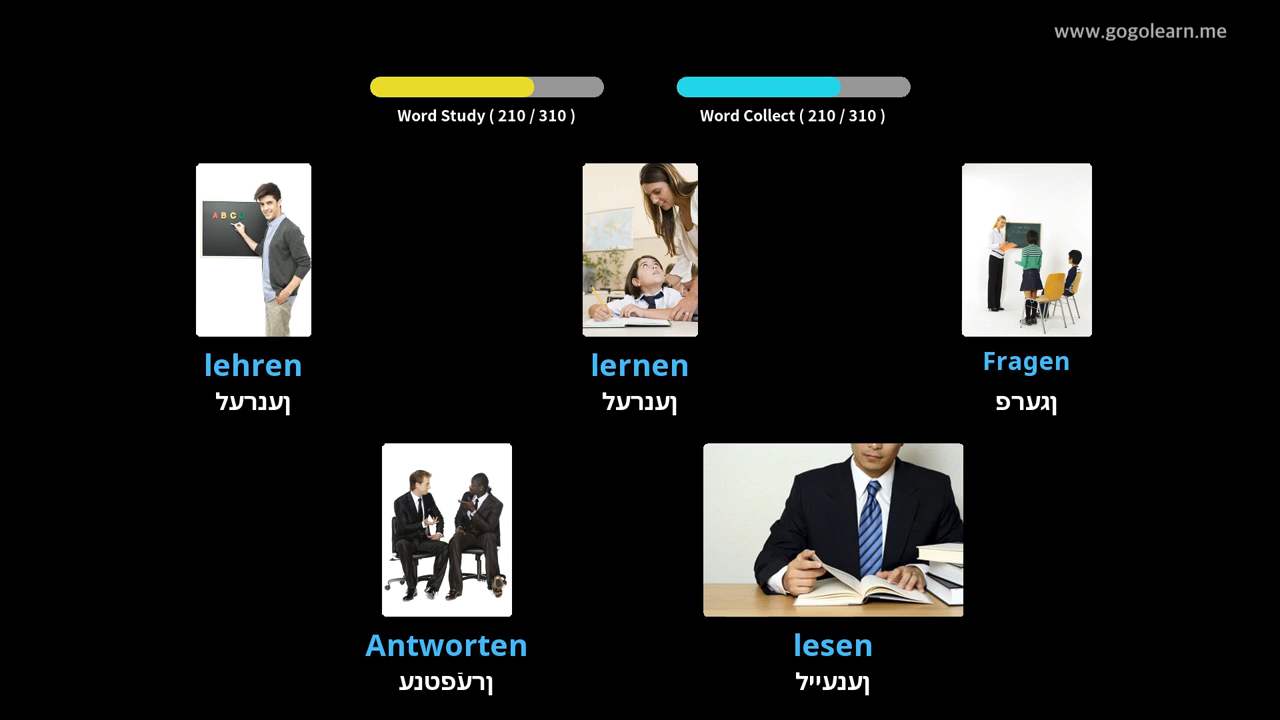 www.gogolearn.me
Word Study ( 210 / 310 )
Word Collect ( 210 / 310 )
lehren
לערנען
lernen
לערנען
Fragen
פרעגן
Antworten
ענטפֿערן
lesen
לייענען